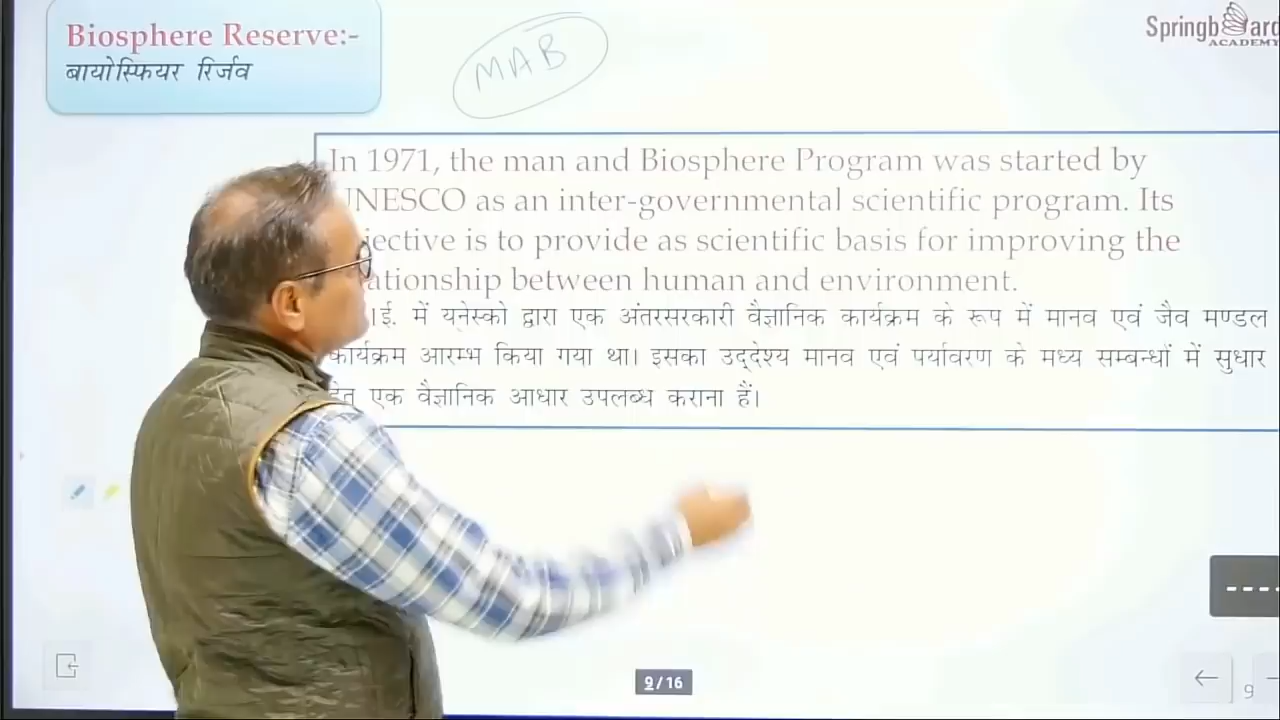 Biosphere Reserve:-
बायोस्फियर रिर्जव
MAB
Springb ard
ACADEMY
In 1971, the man and Biosphere Program was started by
UNESCO as an inter-governmental scientific program. Its
jective is to provide as scientific basis for improving the
ationship between human and environment.
ई. में यनेस्को द्वारा एक अंतरसरकारी वैज्ञानिक कार्यक्रम के रूप में मानव एवं जैव मण्डल
कार्यक्रम आरम्भ किया गया था। इसका उद्देश्य मानव एवं पर्यावरण के मध्य सम्बन्धों में सुधार
हेतु एक वैज्ञानिक आधार उपलब्ध कराना हैं।
9/16
9